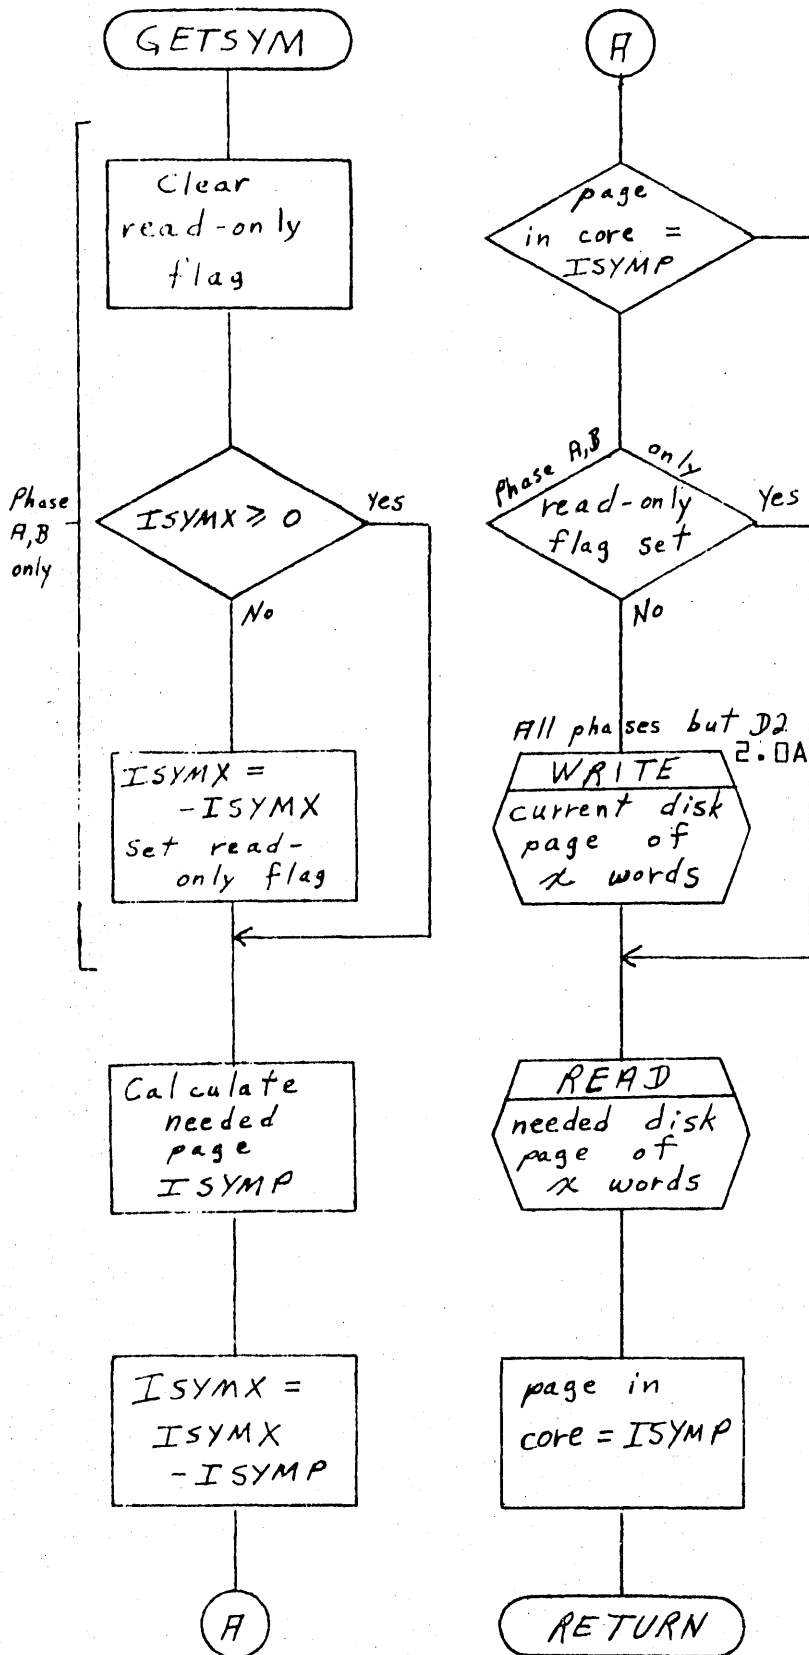 GETSYM
Clear
read-only
flag
Phase
A,B
only
ISYMX ≥ 0
Yes
No
ISYMX =
-ISYMX
set read-
only flag
Calculate
needed
page
ISYMP
ISYMX =
ISYMX
-ISYMP
A
A
page
in core =
ISYMP
Phase A,B only
read-only
flag set
Yes
No
All phases but D2
2.0A
WRITE
current disk
page of
x words
READ
needed disk
page of
x words
page in
core = ISYMP
RETURN